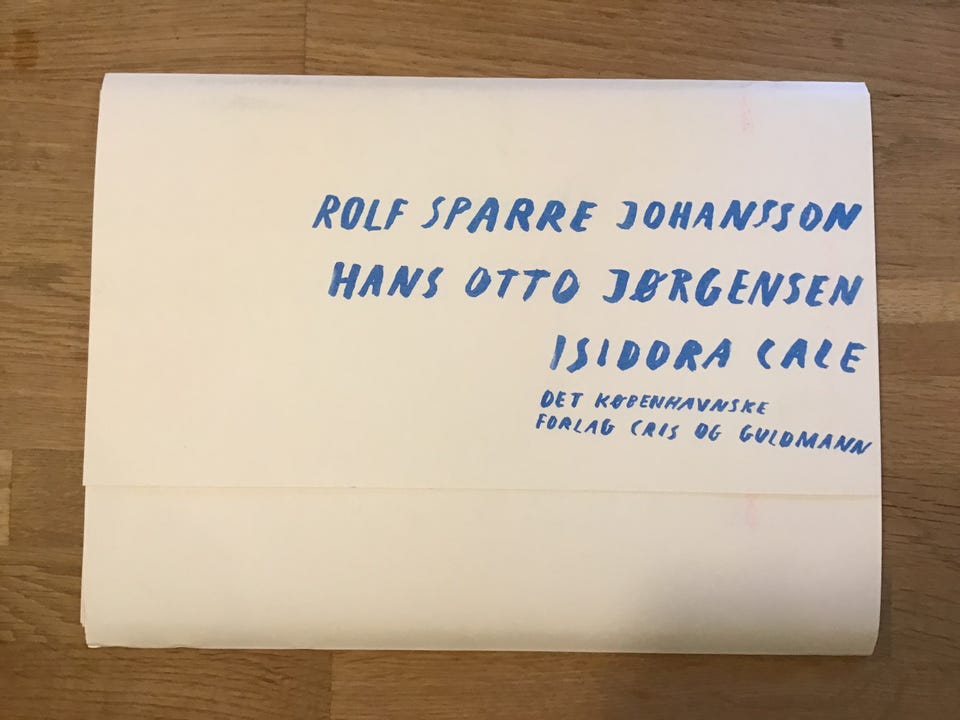 ROLF SPARRE JOHANSSON
HANS OTTO JØRGENSEN
ISIDORA CALE
DET KØBENHAVNSKE
FORLAG CRIS OG GULDMANN